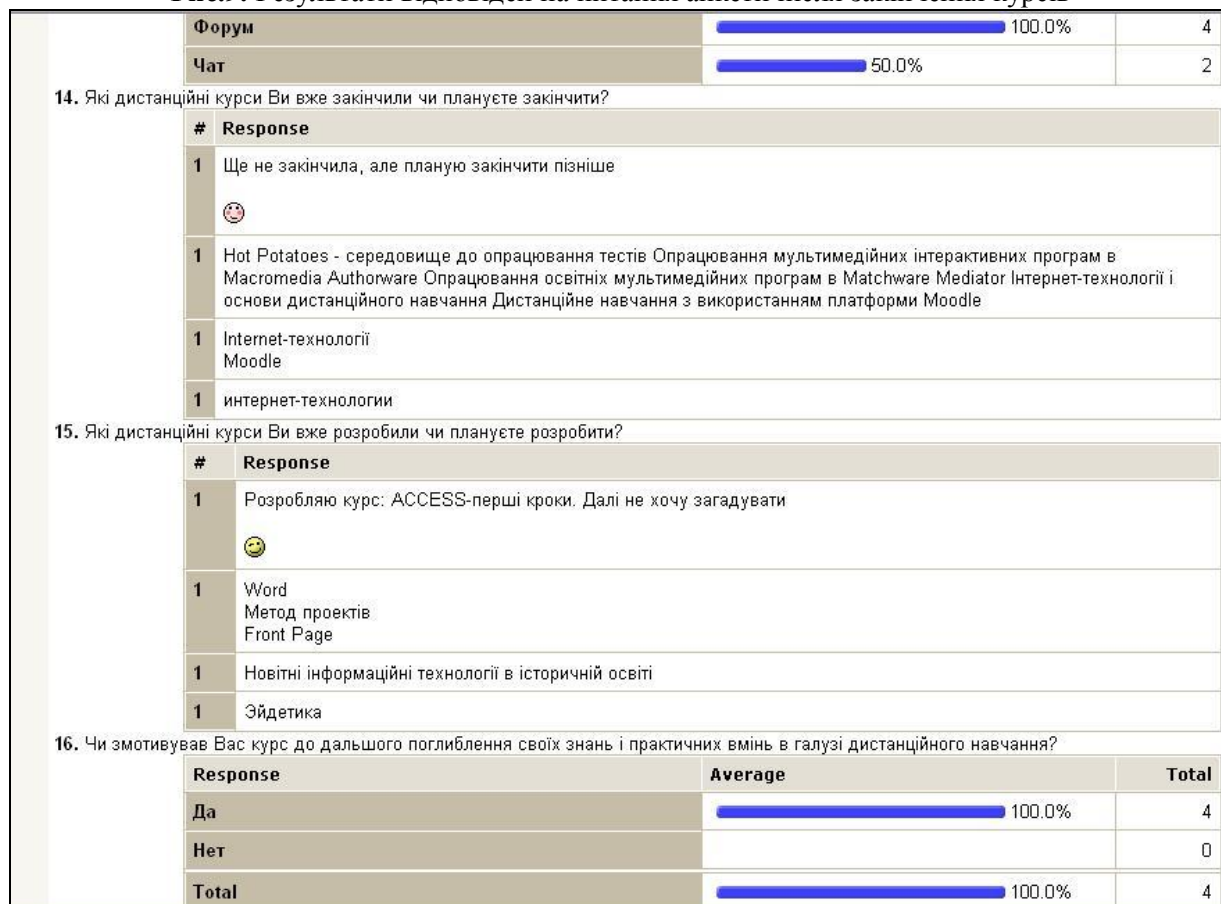 Форум 100.0% 4
Чат 50.0% 2
14. Які дистанційні курси Ви вже закінчили чи плануєте закінчити?
# Response
1 Ще не закінчила, але планую закінчити пізніше
1 Hot Potatoes - середовище до опрацювання тестів Опрацювання мультимедійних інтерактивних програм в
Macromedia Authorware Опрацювання освітніх мультимедійних програм в Matchware Mediator Інтернет-технології і
основи дистанційного навчання Дистанційне навчання з використанням платформи Moodle
1 Internet-технології
Moodle
1 интернет-технологии
15. Які дистанційні курси Ви вже розробили чи плануєте розробити?
# Response
1 Розробляю курс: ACCESS-перші кроки. Далі не хочу загадувати
1 Word
Метод проектів
Front Page
1 Новітні інформаційні технології в історичній освіті
1 Эйдетика
16. Чи змотивував Вас курс до дальшого поглиблення своїх знань і практичних вмінь в галузі дистанційного навчання?
Response Average Total
Да 100.0% 4
Нет 0
Total 100.0% 4